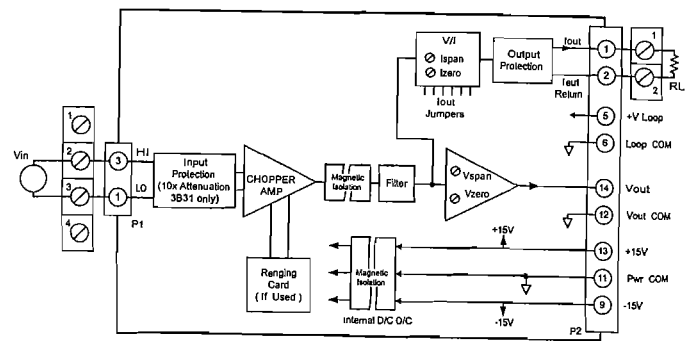 V/I
Ispan
Izero
Iout
Jumpers
Output
Protection
Iout
Iout
Return
1
2
1
2
RL
5
+V Loop
6
Loop COM
1
2
3
4
Vin
3
1
P1
HI
LO
Input
Protection
(10x Attenuation
3B31 only)
CHOPPER
AMP
Magnetic
Isolation
Filter
Vspan
Vzero
14
Vout
12
Vout COM
Renging
Card
( If Used )
Magnetic
Isolation
Internal D/C O/C
+15V
-15V
13
+15V
11
Pwr COM
9
-15V
P2